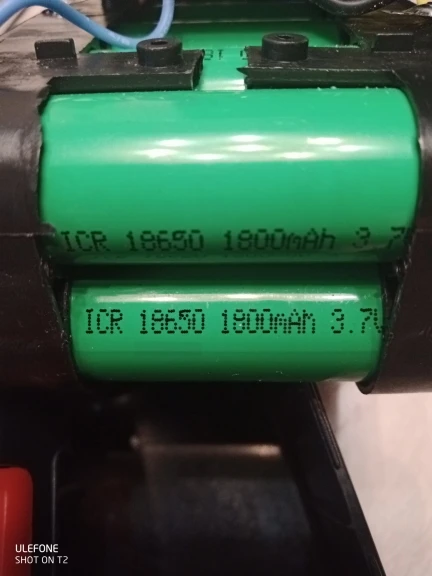 ICR 18650 1800mAh 3.7
ICR 18650 1800mAh 3.7V
ULEFONE
SHOT ON T2